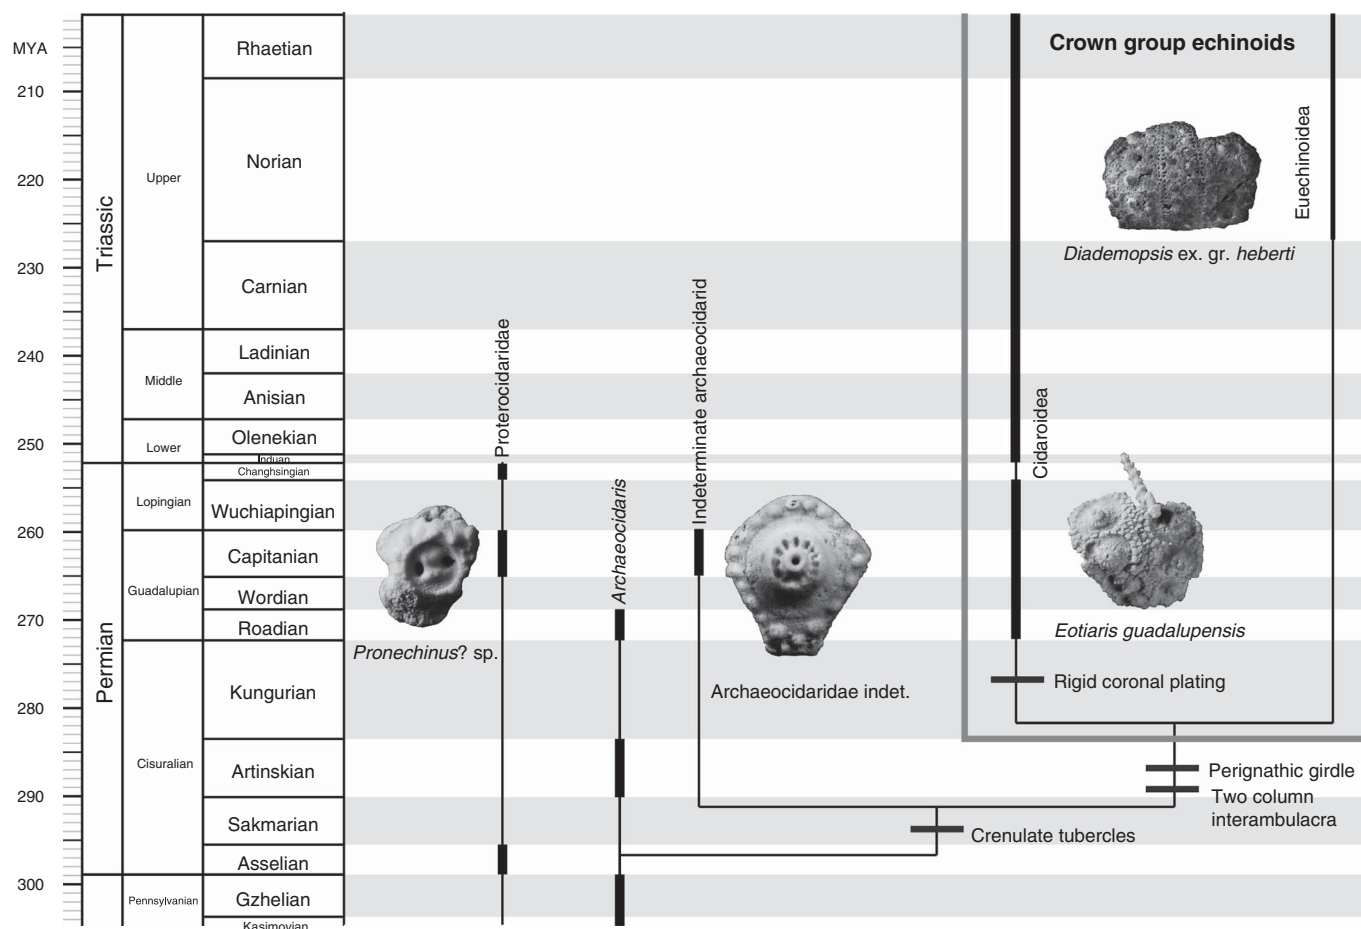 MYA
210
220
230
240
250
260
270
280
290
300
Triassic
Permian
Upper
Middle
Lower
Lopingian
Guadalupian
Cisuralian
Pennsylvanian
Rhaetian
Norian
Carnian
Ladinian
Anisian
Olenekian
Induan
Changhsingian
Wuchiapingian
Capitanian
Wordian
Roadian
Kungurian
Artinskian
Sakmarian
Asselian
Gzhelian
Kasimovian
Proterocidaridae
Pronechinus? sp.
Archaeocidaris
Indeterminate archaeocidarid
Archaeocidaridae indet.
Crown group echinoids
Euechinoidea
Diademopsis ex. gr. heberti
Cidaroidea
Eotiaris guadalupensis
Rigid coronal plating
Perignathic girdle
Two column
interambulacra
Crenulate tubercles